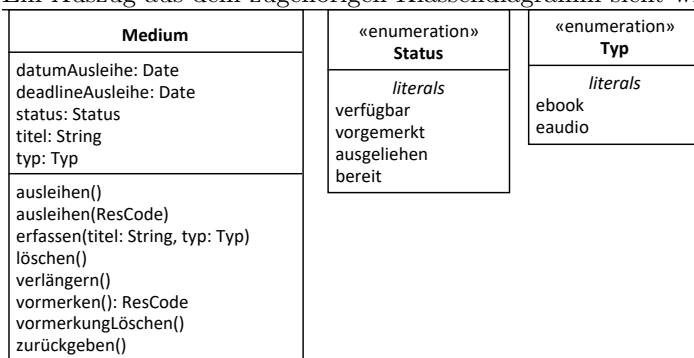 Ein Auszug aus dem zugehörigen Klassendiagramm sieht
Medium
datumAusleihe: Date
deadlineAusleihe: Date
status: Status
titel: String
typ: Typ
ausleihen()
ausleihen(ResCode)
erfassen(titel: String, typ: Typ)
löschen()
verlängern()
vormerken(): ResCode
vormerkungLöschen()
zurückgeben()
«enumeration»
Status
literals
verfügbar
vorgemerkt
ausgeliehen
bereit
«enumeration»
Typ
literals
ebook
eaudio